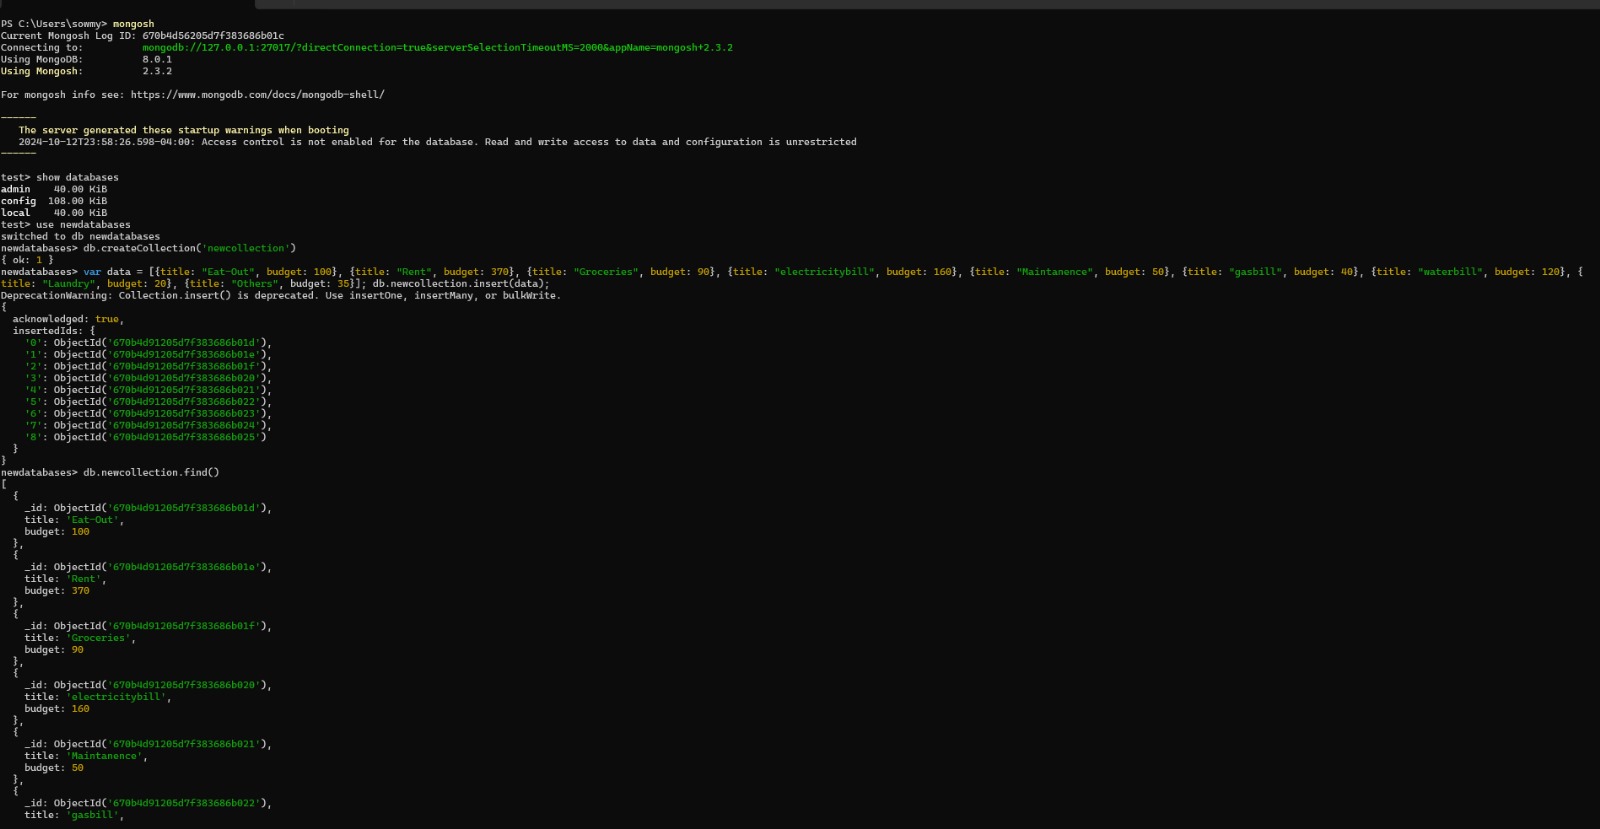 PS C:\Users\sowmy> mongosh
Current Mongosh Log ID: 670b4d56205d7f383686b01c
Connecting to:          mongodb://127.0.0.1:27017/?directConnection=true&serverSelectionTimeoutMS=2000&appName=mongosh+2.3.2
Using MongoDB:          8.0.1
Using Mongosh:          2.3.2
For mongosh info see: https://www.mongodb.com/docs/mongodb-shell/
------
   The server generated these startup warnings when booting
   2024-10-12T23:58:26.598-04:00: Access control is not enabled for the database. Read and write access to data and configuration is unrestricted
------
test> show databases
admin    40.00 KiB
config  108.00 KiB
local    40.00 KiB
test> use newdatabases
switched to db newdatabases
newdatabases> db.createCollection('newcollection')
{ ok: 1 }
newdatabases> var data = [{title: "Eat-Out", budget: 100}, {title: "Rent", budget: 370}, {title: "Groceries", budget: 90}, {title: "electricitybill", budget: 160}, {title: "Maintanence", budget: 50}, {title: "gasbill", budget: 40}, {title: "waterbill", budget: 120}, {
title: "Laundry", budget: 20}, {title: "Others", budget: 35}]; db.newcollection.insert(data);
DeprecationWarning: Collection.insert() is deprecated. Use insertOne, insertMany, or bulkWrite.
{
  acknowledged: true,
  insertedIds: {
    '0': ObjectId('670b4d91205d7f383686b01d'),
    '1': ObjectId('670b4d91205d7f383686b01e'),
    '2': ObjectId('670b4d91205d7f383686b01f'),
    '3': ObjectId('670b4d91205d7f383686b020'),
    '4': ObjectId('670b4d91205d7f383686b021'),
    '5': ObjectId('670b4d91205d7f383686b022'),
    '6': ObjectId('670b4d91205d7f383686b023'),
    '7': ObjectId('670b4d91205d7f383686b024'),
    '8': ObjectId('670b4d91205d7f383686b025')
  }
}
newdatabases> db.newcollection.find()
[
  {
    _id: ObjectId('670b4d91205d7f383686b01d'),
    title: 'Eat-Out',
    budget: 100
  },
  {
    _id: ObjectId('670b4d91205d7f383686b01e'),
    title: 'Rent',
    budget: 370
  },
  {
    _id: ObjectId('670b4d91205d7f383686b01f'),
    title: 'Groceries',
    budget: 90
  },
  {
    _id: ObjectId('670b4d91205d7f383686b020'),
    title: 'electricitybill',
    budget: 160
  },
  {
    _id: ObjectId('670b4d91205d7f383686b021'),
    title: 'Maintanence',
    budget: 50
  },
  {
    _id: ObjectId('670b4d91205d7f383686b022'),
    title: 'gasbill',